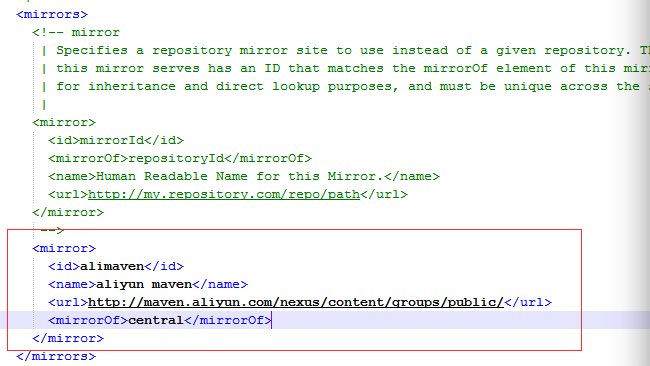 <mirrors>
<!-- mirror
| Specifies a repository mirror site to use instead of a given repository.
| this mirror serves has an ID that matches the mirrorOf element of this
| for inheritance and direct lookup purposes, and must be unique across the
|
<mirror>
<id>mirrorId</id>
<mirrorOf>repositoryId</mirrorOf>
<name>Human Readable Name for this Mirror.</name>
<url>http://my.repository.com/repo/path</url>
</mirror>
-->
<mirror>
<id>alimaven</id>
<name>aliyun maven</name>
<url>http://maven.aliyun.com/nexus/content/groups/public/</url>
<mirrorOf>central</mirrorOf>
</mirror>
</mirrors>